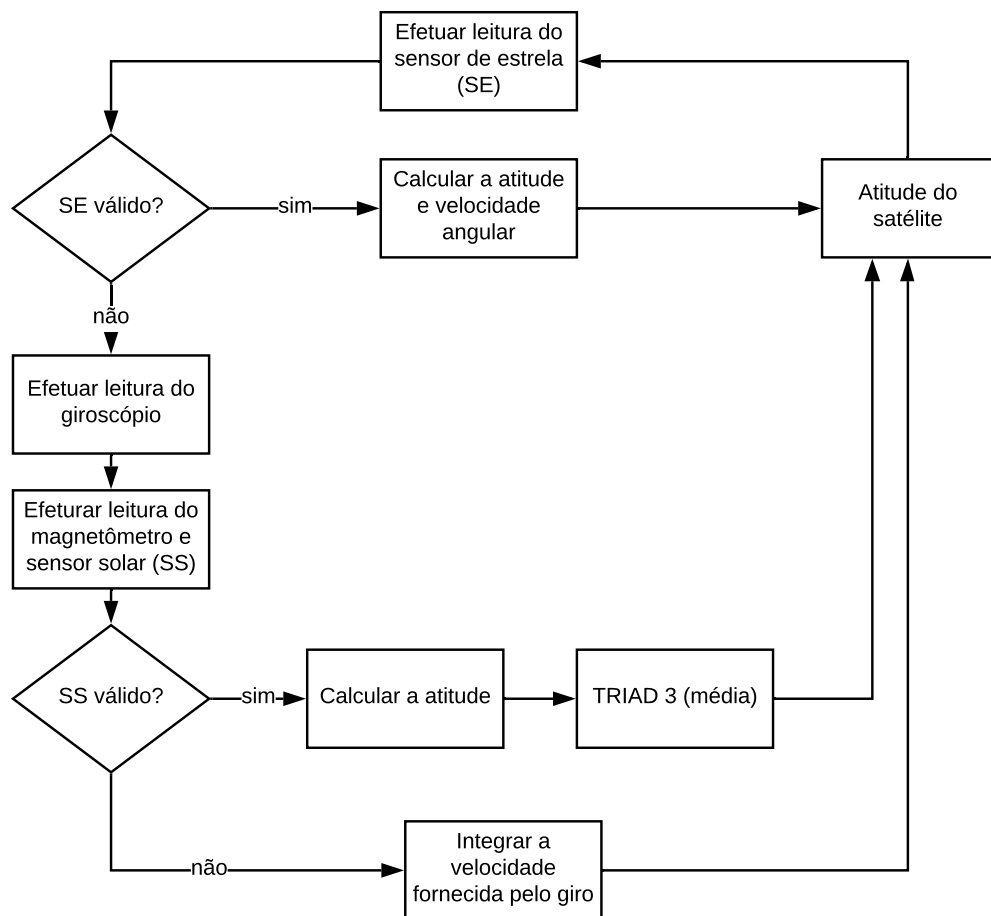 Efetuar leitura do
sensor de estrela
(SE)
SE válido?
sim
Calcular a atitude
e velocidade
angular
Atitude do
satélite
não
Efetuar leitura do
giroscópio
Efeturar leitura do
magnetômetro e
sensor solar (SS)
SS válido?
sim
Calcular a atitude
TRIAD 3 (média)
não
Integrar a
velocidade
fornecida pelo giro